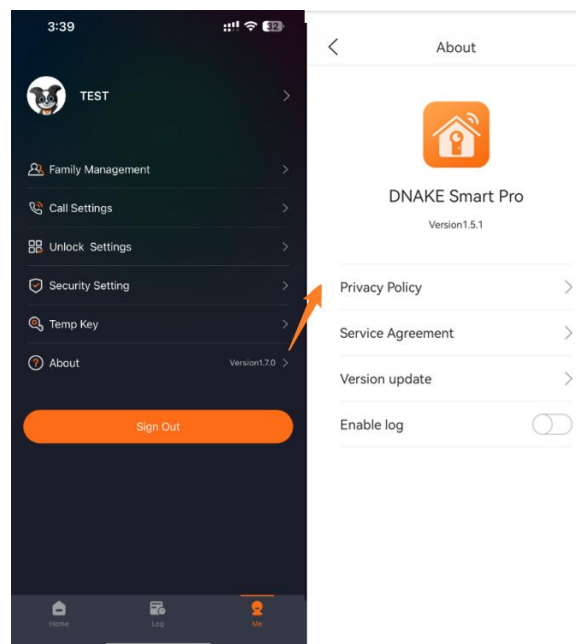 3:39
32
TEST
Family Management
Call Settings
Unlock Settings
Security Setting
Temp Key
About Version1.7.0
Sign Out
Home Log Me
About
DNAKE Smart Pro
Version1.5.1
Privacy Policy
Service Agreement
Version update
Enable log